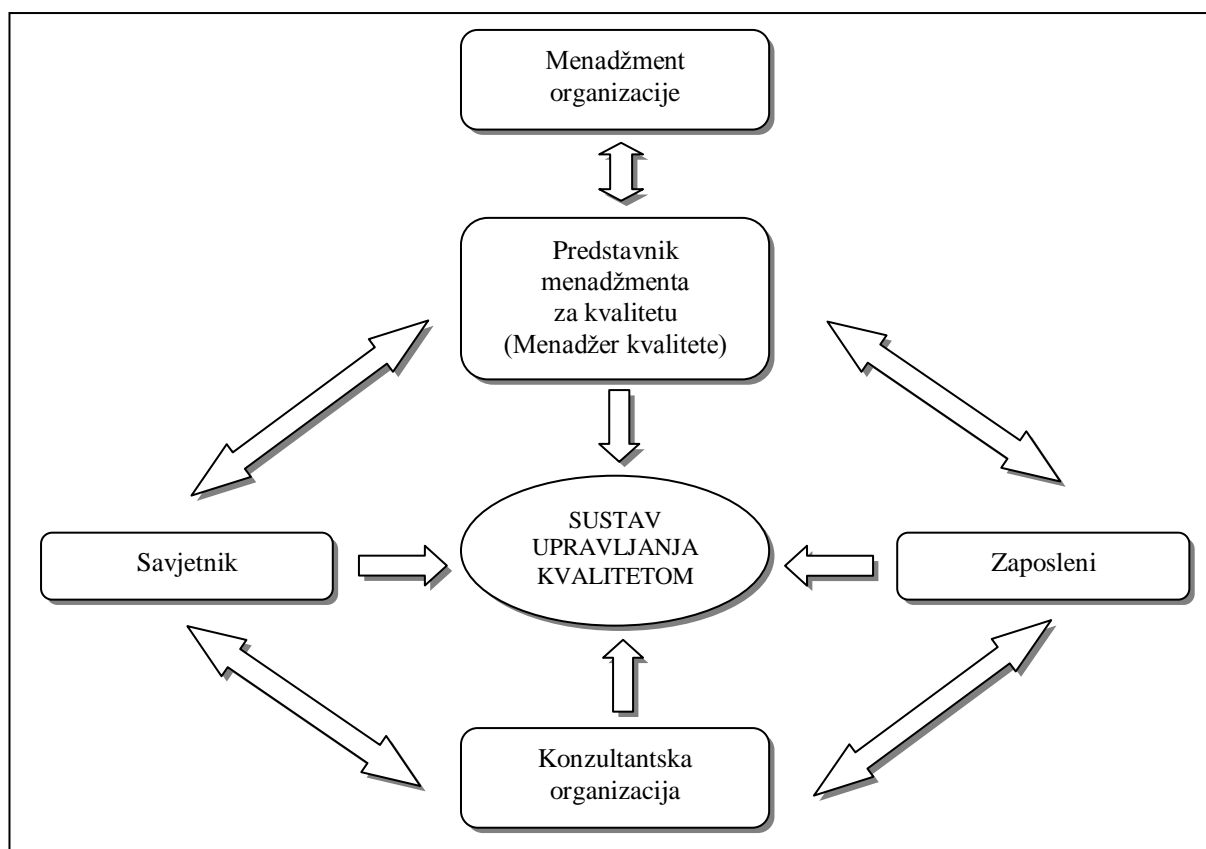 Menadžment
organizacije
Predstavnik
menadžmenta
za kvalitetu
(Menadžer kvalitete)
SUSTAV
UPRAVLJANJA
KVALITETOM
Savjetnik
Zaposleni
Konzultantska
organizacija